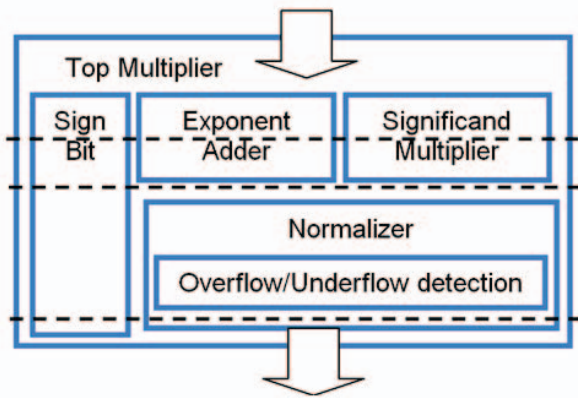 Top Multiplier
Sign
Bit
Exponent
Adder
Significand
Multiplier
Normalizer
Overflow/Underflow detection